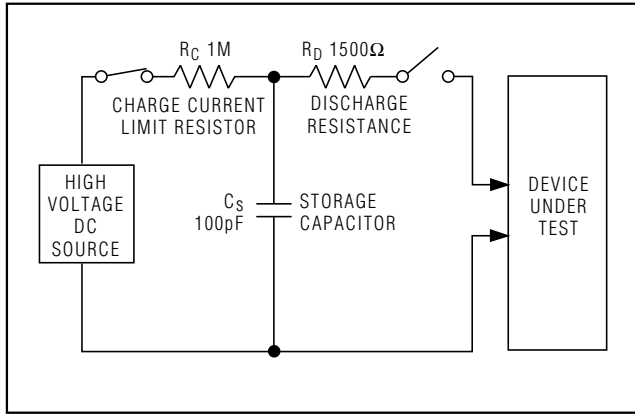 R_C 1M
CHARGE CURRENT
LIMIT RESISTOR
R_D 1500Ω
DISCHARGE
RESISTANCE
HIGH
VOLTAGE
DC
SOURCE
C_S
100pF
STORAGE
CAPACITOR
DEVICE
UNDER
TEST